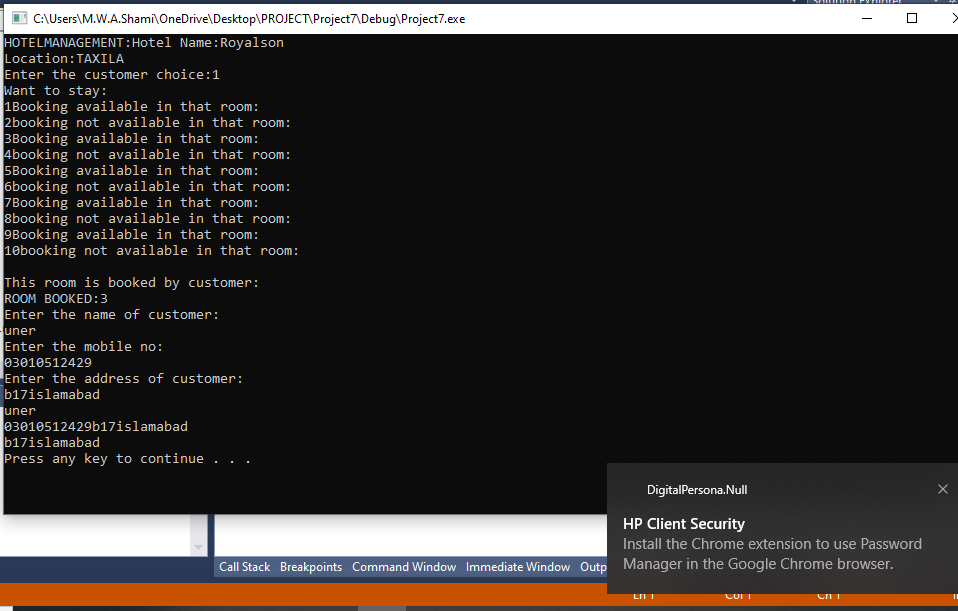 Solution Explorer
C:\Users\M.W.A.Shami\OneDrive\Desktop\PROJECT\Project7\Debug\Project7.exe
HOTELMANAGEMENT:Hotel Name:Royalson
Location:TAXILA
Enter the customer choice:1
Want to stay:
1Booking available in that room:
2booking not available in that room:
3Booking available in that room:
4booking not available in that room:
5Booking available in that room:
6booking not available in that room:
7Booking available in that room:
8booking not available in that room:
9Booking available in that room:
10booking not available in that room:
This room is booked by customer:
ROOM BOOKED:3
Enter the name of customer:
uner
Enter the mobile no:
03010512429
Enter the address of customer:
b17islamabad
uner
03010512429b17islamabad
b17islamabad
Press any key to continue . . .
DigitalPersona.Null
HP Client Security
Install the Chrome extension to use Password
Manager in the Google Chrome browser.
Call Stack Breakpoints Command Window Immediate Window Outp
Ln 1 Col 1 Ch 1